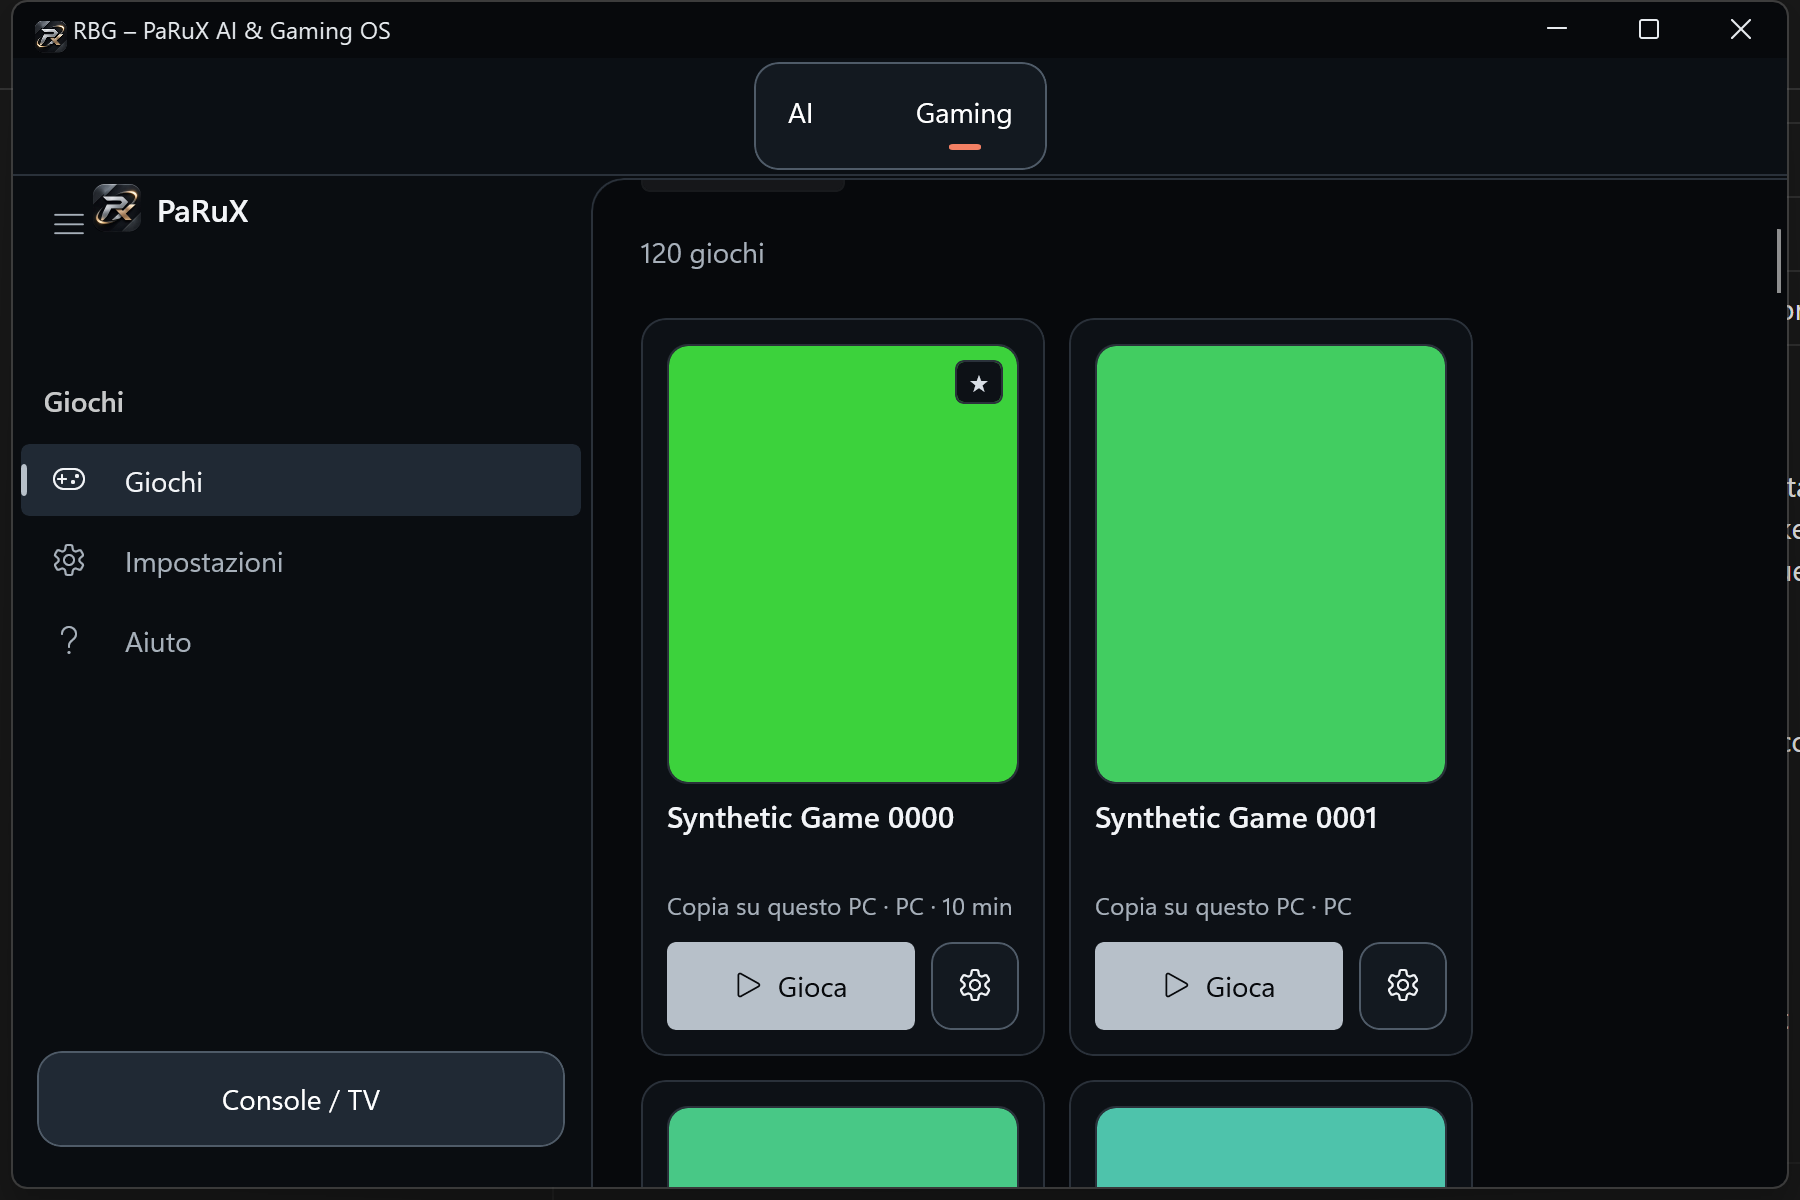 RBG – PaRuX AI & Gaming OS
AI
Gaming
PaRuX
120 giochi
Giochi
Giochi
Impostazioni
Aiuto
Console / TV
Synthetic Game 0000
Copia su questo PC · PC · 10 min
Gioca
Synthetic Game 0001
Copia su questo PC · PC
Gioca